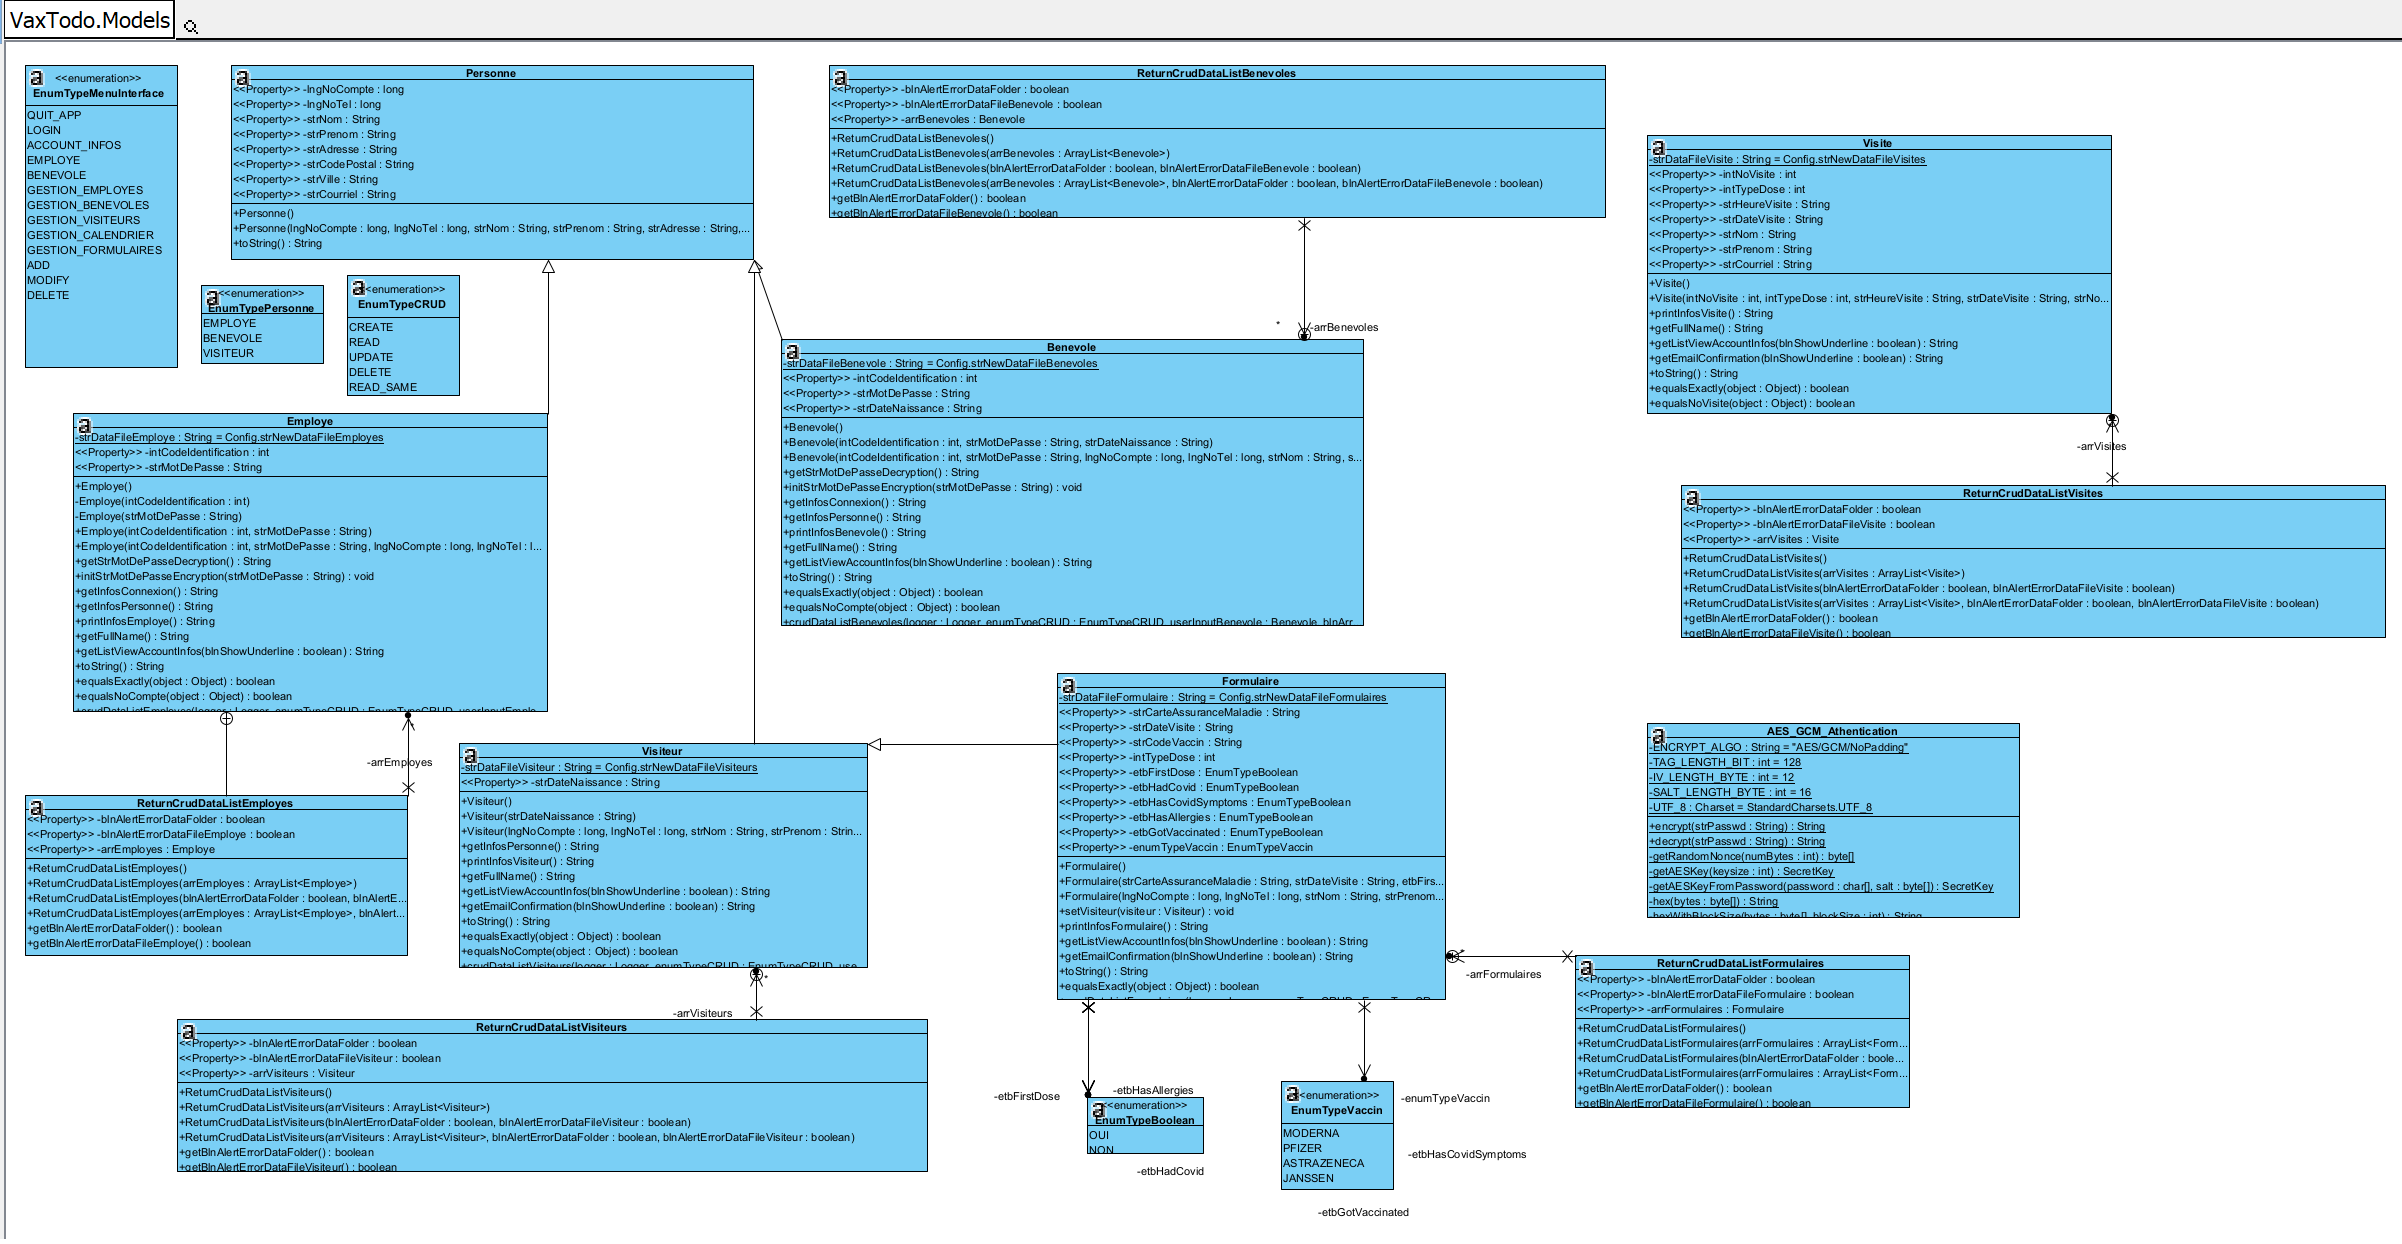 VaxTodo.Models
<<enumeration>>
EnumTypeMenuInterface
QUIT_APP
LOGIN
ACCOUNT_INFOS
EMPLOYE
BENEVOLE
GESTION_EMPLOYES
GESTION_BENEVOLES
GESTION_VISITEURS
GESTION_CALENDRIER
GESTION_FORMULAIRES
ADD
MODIFY
DELETE
Personne
<<Property>> -lngNoCompte : long
<<Property>> -lngNoTel : long
<<Property>> -strNom : String
<<Property>> -strPrenom : String
<<Property>> -strAdresse : String
<<Property>> -strCodePostal : String
<<Property>> -strVille : String
<<Property>> -strCourriel : String
+Personne()
+Personne(lngNoCompte : long, lngNoTel : long, strNom : String, strPrenom : String, strAdresse : String,...
+toString() : String
<<enumeration>>
EnumTypePersonne
EMPLOYE
BENEVOLE
VISITEUR
<<enumeration>>
EnumTypeCRUD
CREATE
READ
UPDATE
DELETE
READ_SAME
ReturnCrudDataListBenevoles
<<Property>> -blnAlertErrorDataFolder : boolean
<<Property>> -blnAlertErrorDataFileBenevole : boolean
<<Property>> -arrBenevoles : Benevole
+ReturnCrudDataListBenevoles()
+ReturnCrudDataListBenevoles(arrBenevoles : ArrayList<Benevole>)
+ReturnCrudDataListBenevoles(blnAlertErrorDataFolder : boolean, blnAlertErrorDataFileBenevole : boolean)
+ReturnCrudDataListBenevoles(arrBenevoles : ArrayList<Benevole>, blnAlertErrorDataFolder : boolean, blnAlertErrorDataFileBenevole : boolean)
+getBlnAlertErrorDataFolder() : boolean
+getBlnAlertErrorDataFileBenevole() : boolean
*
-arrBenevoles
Benevole
-strDataFileBenevole : String = Config.strNewDataFileBenevoles
<<Property>> -intCodeIdentification : int
<<Property>> -strMotDePasse : String
<<Property>> -strDateNaissance : String
+Benevole()
+Benevole(intCodeIdentification : int, strMotDePasse : String, strDateNaissance : String)
+Benevole(intCodeIdentification : int, strMotDePasse : String, lngNoCompte : long, lngNoTel : long, strNom : String, s...
+getStrMotDePasseDecryption() : String
+initStrMotDePasseEncryption(strMotDePasse : String) : void
+getInfosConnexion() : String
+getInfosPersonne() : String
+printInfosBenevole() : String
+getFullName() : String
+getListViewAccountInfos(blnShowUnderline : boolean) : String
+toString() : String
+equalsExactly(object : Object) : boolean
+equalsNoCompte(object : Object) : boolean
+crudDataListBenevoles(logger : Logger, enumTypeCRUD : EnumTypeCRUD, userInputBenevole : Benevole, blnArr
Visite
-strDataFileVisite : String = Config.strNewDataFileVisites
<<Property>> -intNoVisite : int
<<Property>> -intTypeDose : int
<<Property>> -strHeureVisite : String
<<Property>> -strDateVisite : String
<<Property>> -strNom : String
<<Property>> -strPrenom : String
<<Property>> -strCourriel : String
+Visite()
+Visite(intNoVisite : int, intTypeDose : int, strHeureVisite : String, strDateVisite : String, strNo...
+printInfosVisite() : String
+getFullName() : String
+getListViewAccountInfos(blnShowUnderline : boolean) : String
+getEmailConfirmation(blnShowUnderline : boolean) : String
+toString() : String
+equalsExactly(object : Object) : boolean
+equalsNoVisite(object : Object) : boolean
-arrVisites
ReturnCrudDataListVisites
<<Property>> -blnAlertErrorDataFolder : boolean
<<Property>> -blnAlertErrorDataFileVisite : boolean
<<Property>> -arrVisites : Visite
+ReturnCrudDataListVisites()
+ReturnCrudDataListVisites(arrVisites : ArrayList<Visite>)
+ReturnCrudDataListVisites(blnAlertErrorDataFolder : boolean, blnAlertErrorDataFileVisite : boolean)
+ReturnCrudDataListVisites(arrVisites : ArrayList<Visite>, blnAlertErrorDataFolder : boolean, blnAlertErrorDataFileVisite : boolean)
+getBlnAlertErrorDataFolder() : boolean
+getBlnAlertErrorDataFileVisite() : boolean
Employe
-strDataFileEmploye : String = Config.strNewDataFileEmployes
<<Property>> -intCodeIdentification : int
<<Property>> -strMotDePasse : String
+Employe()
-Employe(intCodeIdentification : int)
-Employe(strMotDePasse : String)
+Employe(intCodeIdentification : int, strMotDePasse : String)
+Employe(intCodeIdentification : int, strMotDePasse : String, lngNoCompte : long, lngNoTel : l...
+getStrMotDePasseDecryption() : String
+initStrMotDePasseEncryption(strMotDePasse : String) : void
+getInfosConnexion() : String
+getInfosPersonne() : String
+printInfosEmploye() : String
+getFullName() : String
+getListViewAccountInfos(blnShowUnderline : boolean) : String
+toString() : String
+equalsExactly(object : Object) : boolean
+equalsNoCompte(object : Object) : boolean
+crudDataListEmployes(logger : Logger, enumTypeCRUD : EnumTypeCRUD, userInputEmplo
-arrEmployes
ReturnCrudDataListEmployes
<<Property>> -blnAlertErrorDataFolder : boolean
<<Property>> -blnAlertErrorDataFileEmploye : boolean
<<Property>> -arrEmployes : Employe
+ReturnCrudDataListEmployes()
+ReturnCrudDataListEmployes(arrEmployes : ArrayList<Employe>)
+ReturnCrudDataListEmployes(blnAlertErrorDataFolder : boolean, blnAlertE...
+ReturnCrudDataListEmployes(arrEmployes : ArrayList<Employe>, blnAlert...
+getBlnAlertErrorDataFolder() : boolean
+getBlnAlertErrorDataFileEmploye() : boolean
Visiteur
-strDataFileVisiteur : String = Config.strNewDataFileVisiteurs
<<Property>> -strDateNaissance : String
+Visiteur()
+Visiteur(strDateNaissance : String)
+Visiteur(lngNoCompte : long, lngNoTel : long, strNom : String, strPrenom : Strin...
+getInfosPersonne() : String
+printInfosVisiteur() : String
+getFullName() : String
+getListViewAccountInfos(blnShowUnderline : boolean) : String
+getEmailConfirmation(blnShowUnderline : boolean) : String
+toString() : String
+equalsExactly(object : Object) : boolean
+equalsNoCompte(object : Object) : boolean
+crudDataListVisiteurs(logger : Logger, enumTypeCRUD : EnumTypeCRUD, use
*
-arrVisiteurs
ReturnCrudDataListVisiteurs
<<Property>> -blnAlertErrorDataFolder : boolean
<<Property>> -blnAlertErrorDataFileVisiteur : boolean
<<Property>> -arrVisiteurs : Visiteur
+ReturnCrudDataListVisiteurs()
+ReturnCrudDataListVisiteurs(arrVisiteurs : ArrayList<Visiteur>)
+ReturnCrudDataListVisiteurs(blnAlertErrorDataFolder : boolean, blnAlertErrorDataFileVisiteur : boolean)
+ReturnCrudDataListVisiteurs(arrVisiteurs : ArrayList<Visiteur>, blnAlertErrorDataFolder : boolean, blnAlertErrorDataFileVisiteur : boolean)
+getBlnAlertErrorDataFolder() : boolean
+getBlnAlertErrorDataFileVisiteur() : boolean
Formulaire
-strDataFileFormulaire : String = Config.strNewDataFileFormulaires
<<Property>> -strCarteAssuranceMaladie : String
<<Property>> -strDateVisite : String
<<Property>> -strCodeVaccin : String
<<Property>> -intTypeDose : int
<<Property>> -etbFirstDose : EnumTypeBoolean
<<Property>> -etbHadCovid : EnumTypeBoolean
<<Property>> -etbHasCovidSymptoms : EnumTypeBoolean
<<Property>> -etbHasAllergies : EnumTypeBoolean
<<Property>> -etbGotVaccinated : EnumTypeBoolean
<<Property>> -enumTypeVaccin : EnumTypeVaccin
+Formulaire()
+Formulaire(strCarteAssuranceMaladie : String, strDateVisite : String, etbFirs...
+Formulaire(lngNoCompte : long, lngNoTel : long, strNom : String, strPrenom...
+setVisiteur(visiteur : Visiteur) : void
+printInfosFormulaire() : String
+getListViewAccountInfos(blnShowUnderline : boolean) : String
+getEmailConfirmation(blnShowUnderline : boolean) : String
+toString() : String
+equalsExactly(object : Object) : boolean
AES_GCM_Athentication
-ENCRYPT_ALGO : String = "AES/GCM/NoPadding"
-TAG_LENGTH_BIT : int = 128
-IV_LENGTH_BYTE : int = 12
-SALT_LENGTH_BYTE : int = 16
-UTF_8 : Charset = StandardCharsets.UTF_8
+encrypt(strPasswd : String) : String
+decrypt(strPasswd : String) : String
-getRandomNonce(numBytes : int) : byte[]
-getAESKey(keysize : int) : SecretKey
-getAESKeyFromPassword(password : char[], salt : byte[]) : SecretKey
-hex(bytes : byte[]) : String
-hexWithBlockSize(bytes : byte[], blockSize : int) : String
*
-arrFormulaires
ReturnCrudDataListFormulaires
<<Property>> -blnAlertErrorDataFolder : boolean
<<Property>> -blnAlertErrorDataFileFormulaire : boolean
<<Property>> -arrFormulaires : Formulaire
+ReturnCrudDataListFormulaires()
+ReturnCrudDataListFormulaires(arrFormulaires : ArrayList<Form...
+ReturnCrudDataListFormulaires(blnAlertErrorDataFolder : boole...
+ReturnCrudDataListFormulaires(arrFormulaires : ArrayList<Form...
+getBlnAlertErrorDataFolder() : boolean
+getBlnAlertErrorDataFileFormulaire() : boolean
-etbFirstDose
-etbHasAllergies
<<enumeration>>
EnumTypeBoolean
OUI
NON
-etbHadCovid
<<enumeration>>
EnumTypeVaccin
MODERNA
PFIZER
ASTRAZENECA
JANSSEN
-enumTypeVaccin
-etbHasCovidSymptoms
-etbGotVaccinated